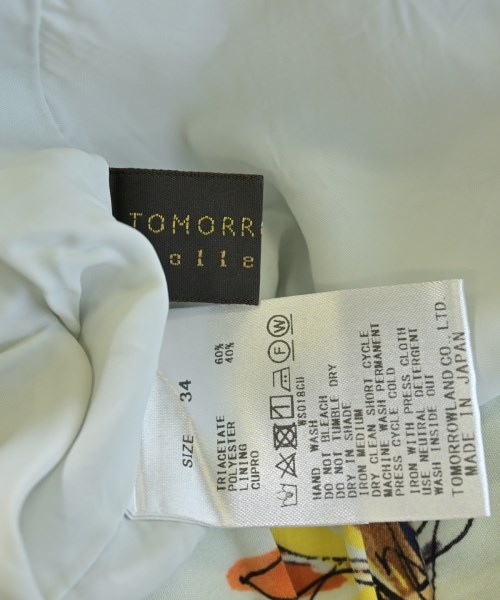 TOMORR
olle
SIZE 34
TRIACETATE 60%
POLYESTER 40%
LINING
CUPRO
WS018CU
HAND WASH
DO NOT BLEACH
DO NOT TUMBLE DRY
DRY IN SHADE
IRON MEDIUM
DRY CLEAN SHORT CYCLE
MACHINE WASH PERMANENT
PRESS CYCLE COLD
IRON WITH PRESS CLOTH
USE NEUTRAL DETERGENT
WASH INSIDE OUT
TOMORROWLAND CO., LTD.
MADE IN JAPAN